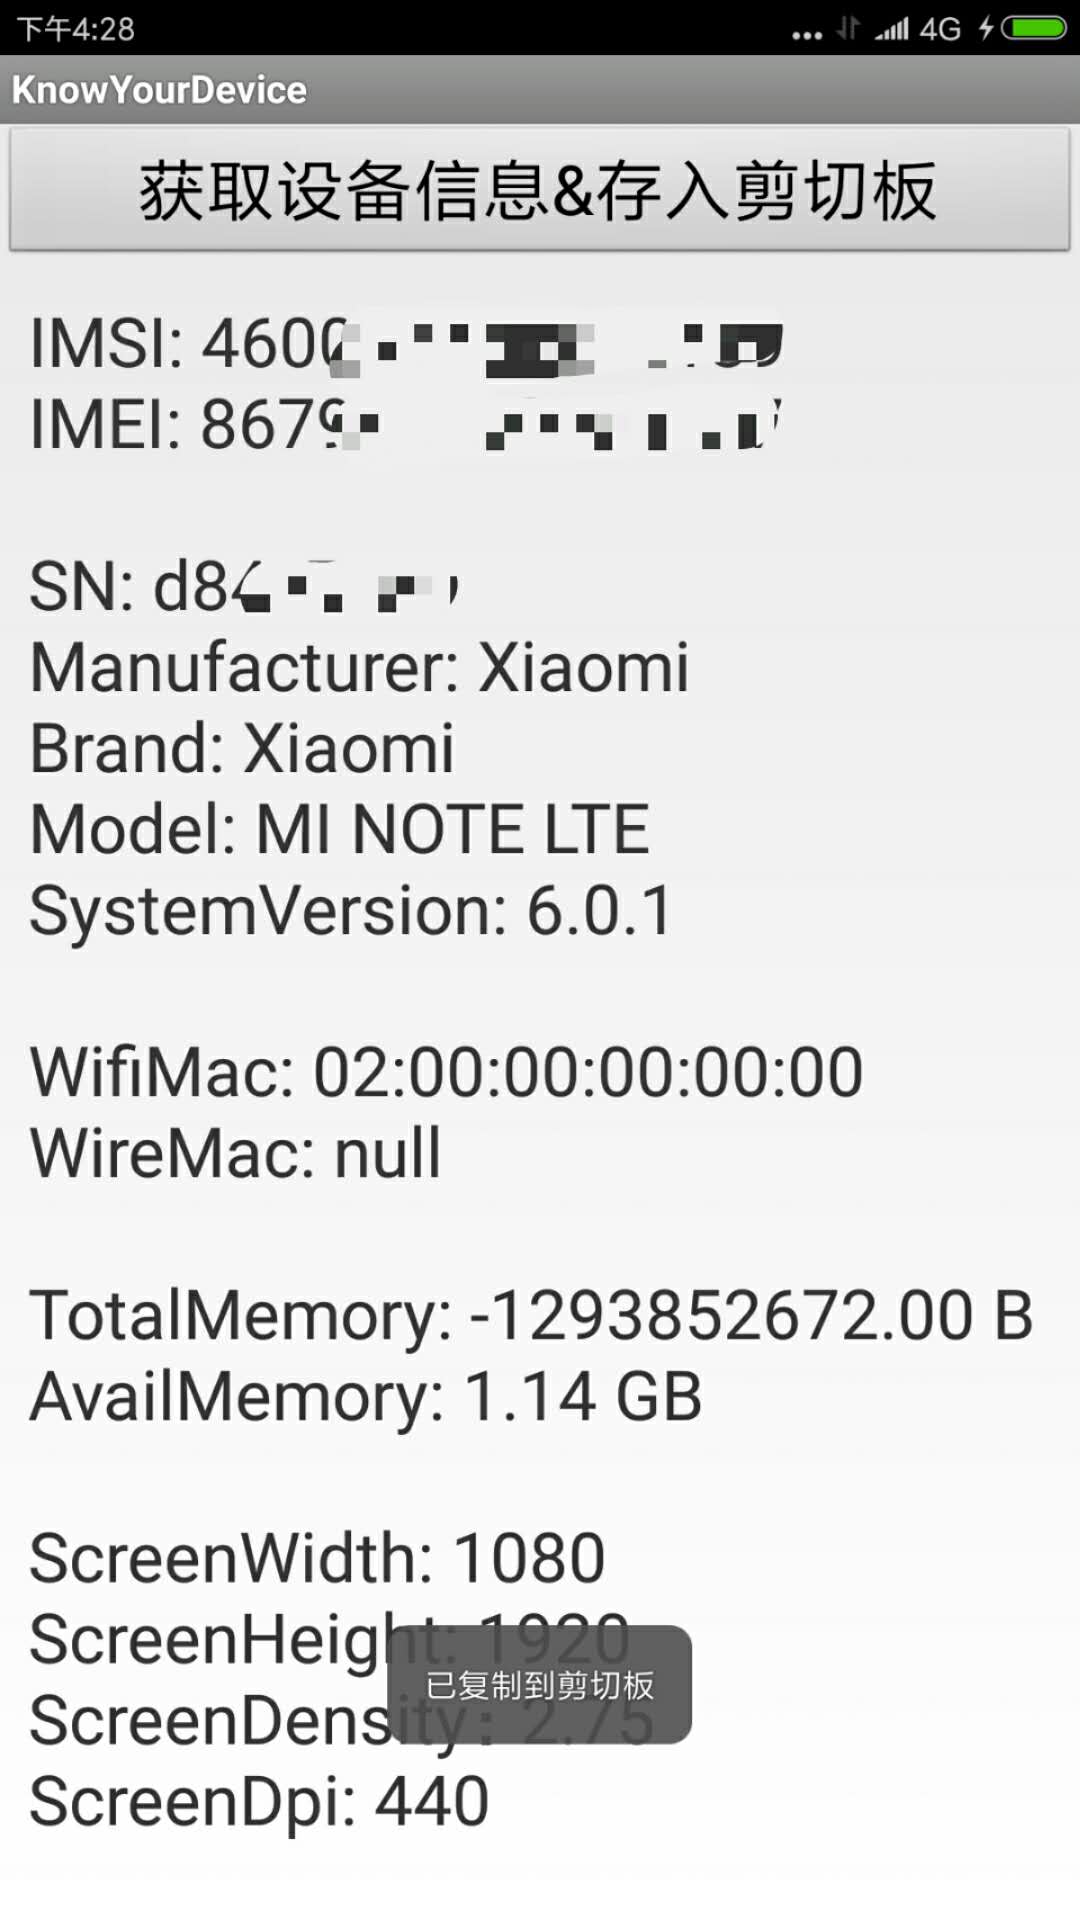 下午4:28
4G
KnowYourDevice
获取设备信息&存入剪切板
IMSI: 4600
IMEI: 8679
SN: d84
Manufacturer: Xiaomi
Brand: Xiaomi
Model: MI NOTE LTE
SystemVersion: 6.0.1
WifiMac: 02:00:00:00:00:00
WireMac: null
TotalMemory: -1293852672.00 B
AvailMemory: 1.14 GB
ScreenWidth: 1080
ScreenHeight: 1920
已复制到剪切板
ScreenDensity: 2.75
ScreenDpi: 440